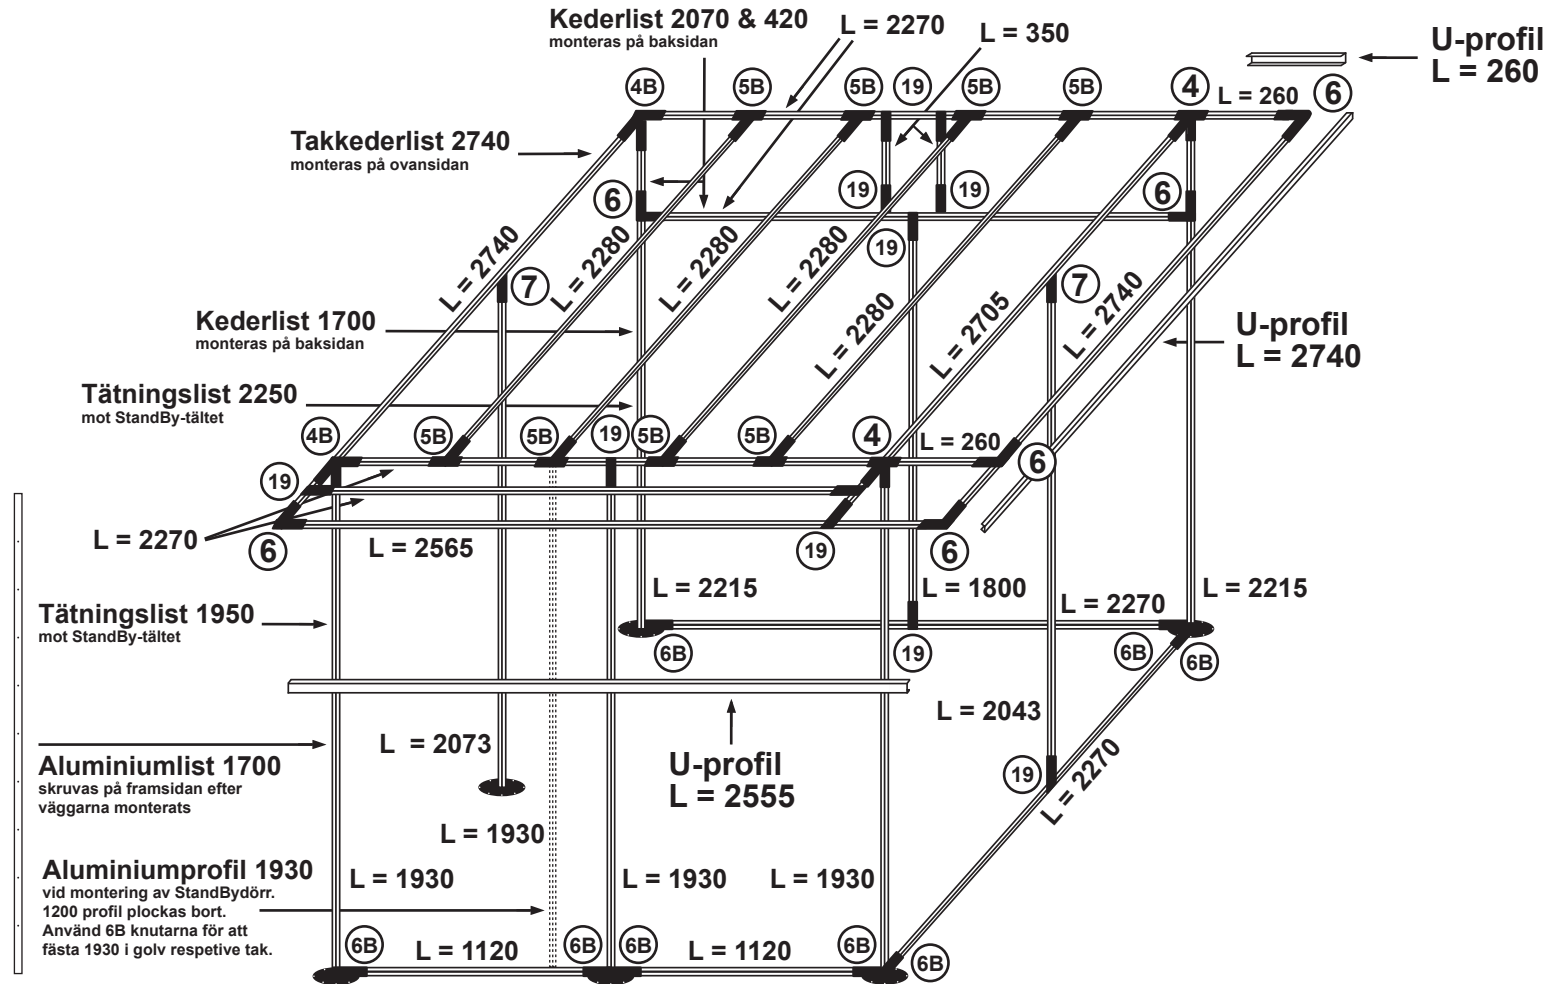 Kederlist 2070 & 420
monteras på baksidan
L = 2270
L = 350
U-profil
L = 260
4B
5B
5B
19
5B
5B
4
L = 260
6
Takkederlist 2740
monteras på ovansidan
6
19
19
6
19
L = 2740
7
L = 2280
L = 2280
L = 2280
L = 2280
L = 2705
7
L = 2740
Kederlist 1700
monteras på baksidan
U-profil
L = 2740
Tätningslist 2250
mot StandBy-tältet
4B
5B
5B
19
5B
5B
4
L = 260
6
19
L = 2270
6
L = 2565
19
6
L = 2215
L = 1800
L = 2270
L = 2215
Tätningslist 1950
mot StandBy-tältet
6B
19
6B
6B
L = 2073
L = 2043
U-profil
L = 2555
19
L = 2270
Aluminiumlist 1700
skruvas på framsidan efter
väggarna monterats
L = 1930
Aluminiumprofil 1930
vid montering av StandBydörr.
1200 profil plockas bort.
Använd 6B knutarna för att
fästa 1930 i golv respetive tak.
L = 1930
L = 1930
L = 1930
6B
L = 1120
6B
6B
L = 1120
6B
6B